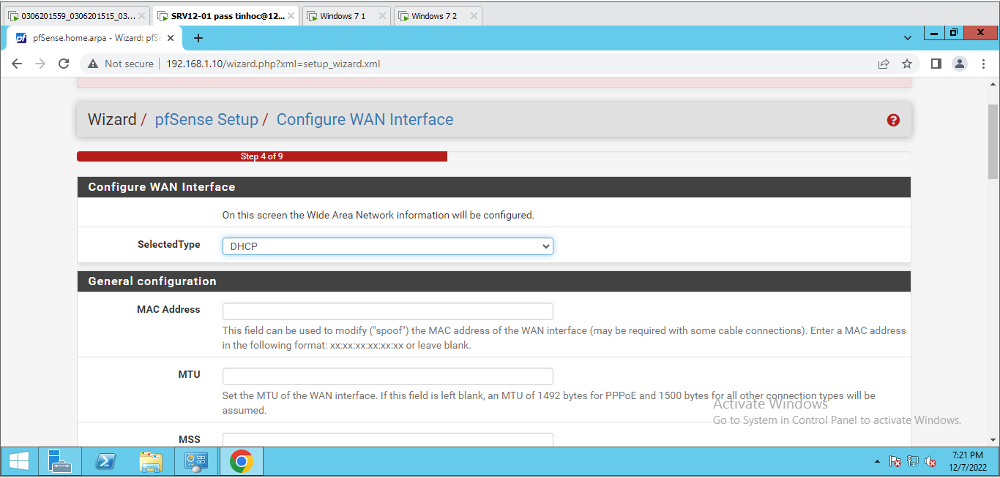 0306201559_0306201515_03...
SRV12-01 pass tinhoc@12...
Windows 7 1
Windows 7 2
pfSense.home.arpa - Wizard: pfS
Not secure
192.168.1.10/wizard.php?xml=setup_wizard.xml
Wizard / pfSense Setup / Configure WAN Interface
Step 4 of 9
Configure WAN Interface
On this screen the Wide Area Network information will be configured.
SelectedType
DHCP
General configuration
MAC Address
This field can be used to modify ("spoof") the MAC address of the WAN interface (may be required with some cable connections). Enter a MAC address
in the following format: xx:xx:xx:xx:xx:xx or leave blank.
MTU
Set the MTU of the WAN interface. If this field is left blank, an MTU of 1492 bytes for PPPoE and 1500 bytes for all other connection types will be
assumed.
MSS
Activate Windows
Go to System in Control Panel to activate Windows.
7:21 PM
12/7/2022